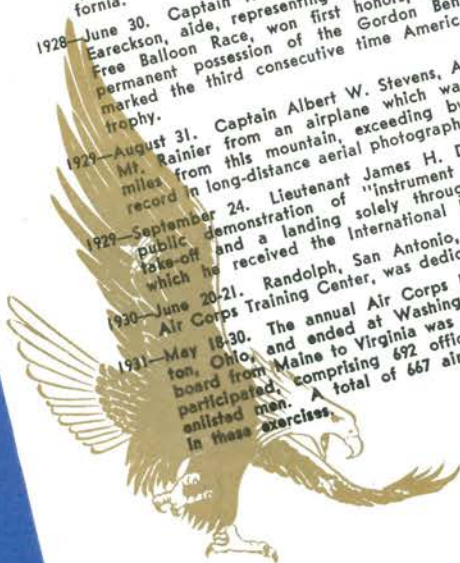 fornia.
1928—June 30. Captain
Eareckson, aide, representing
Free Balloon Race, won first honors,
permanent possession of the Gordon Ben
marked the third consecutive time Americ
trophy.
1929—August 31. Captain Albert W. Stevens, A
Mt. Rainier from an airplane which wa
miles from this mountain, exceeding by
record in long-distance aerial photograph
1929—September 24. Lieutenant James H. D
public demonstration of "instrument
take-off and a landing solely throug
which he received the International
1930—June 20-21. Randolph, San Antonio,
Air Corps Training Center, was dedic
1931—May 18-30. The annual Air Corps
ton, Ohio, and ended at Washing
board from Maine to Virginia was
participated, comprising 692 offic
enlisted men. A total of 667 air
in these exercises.